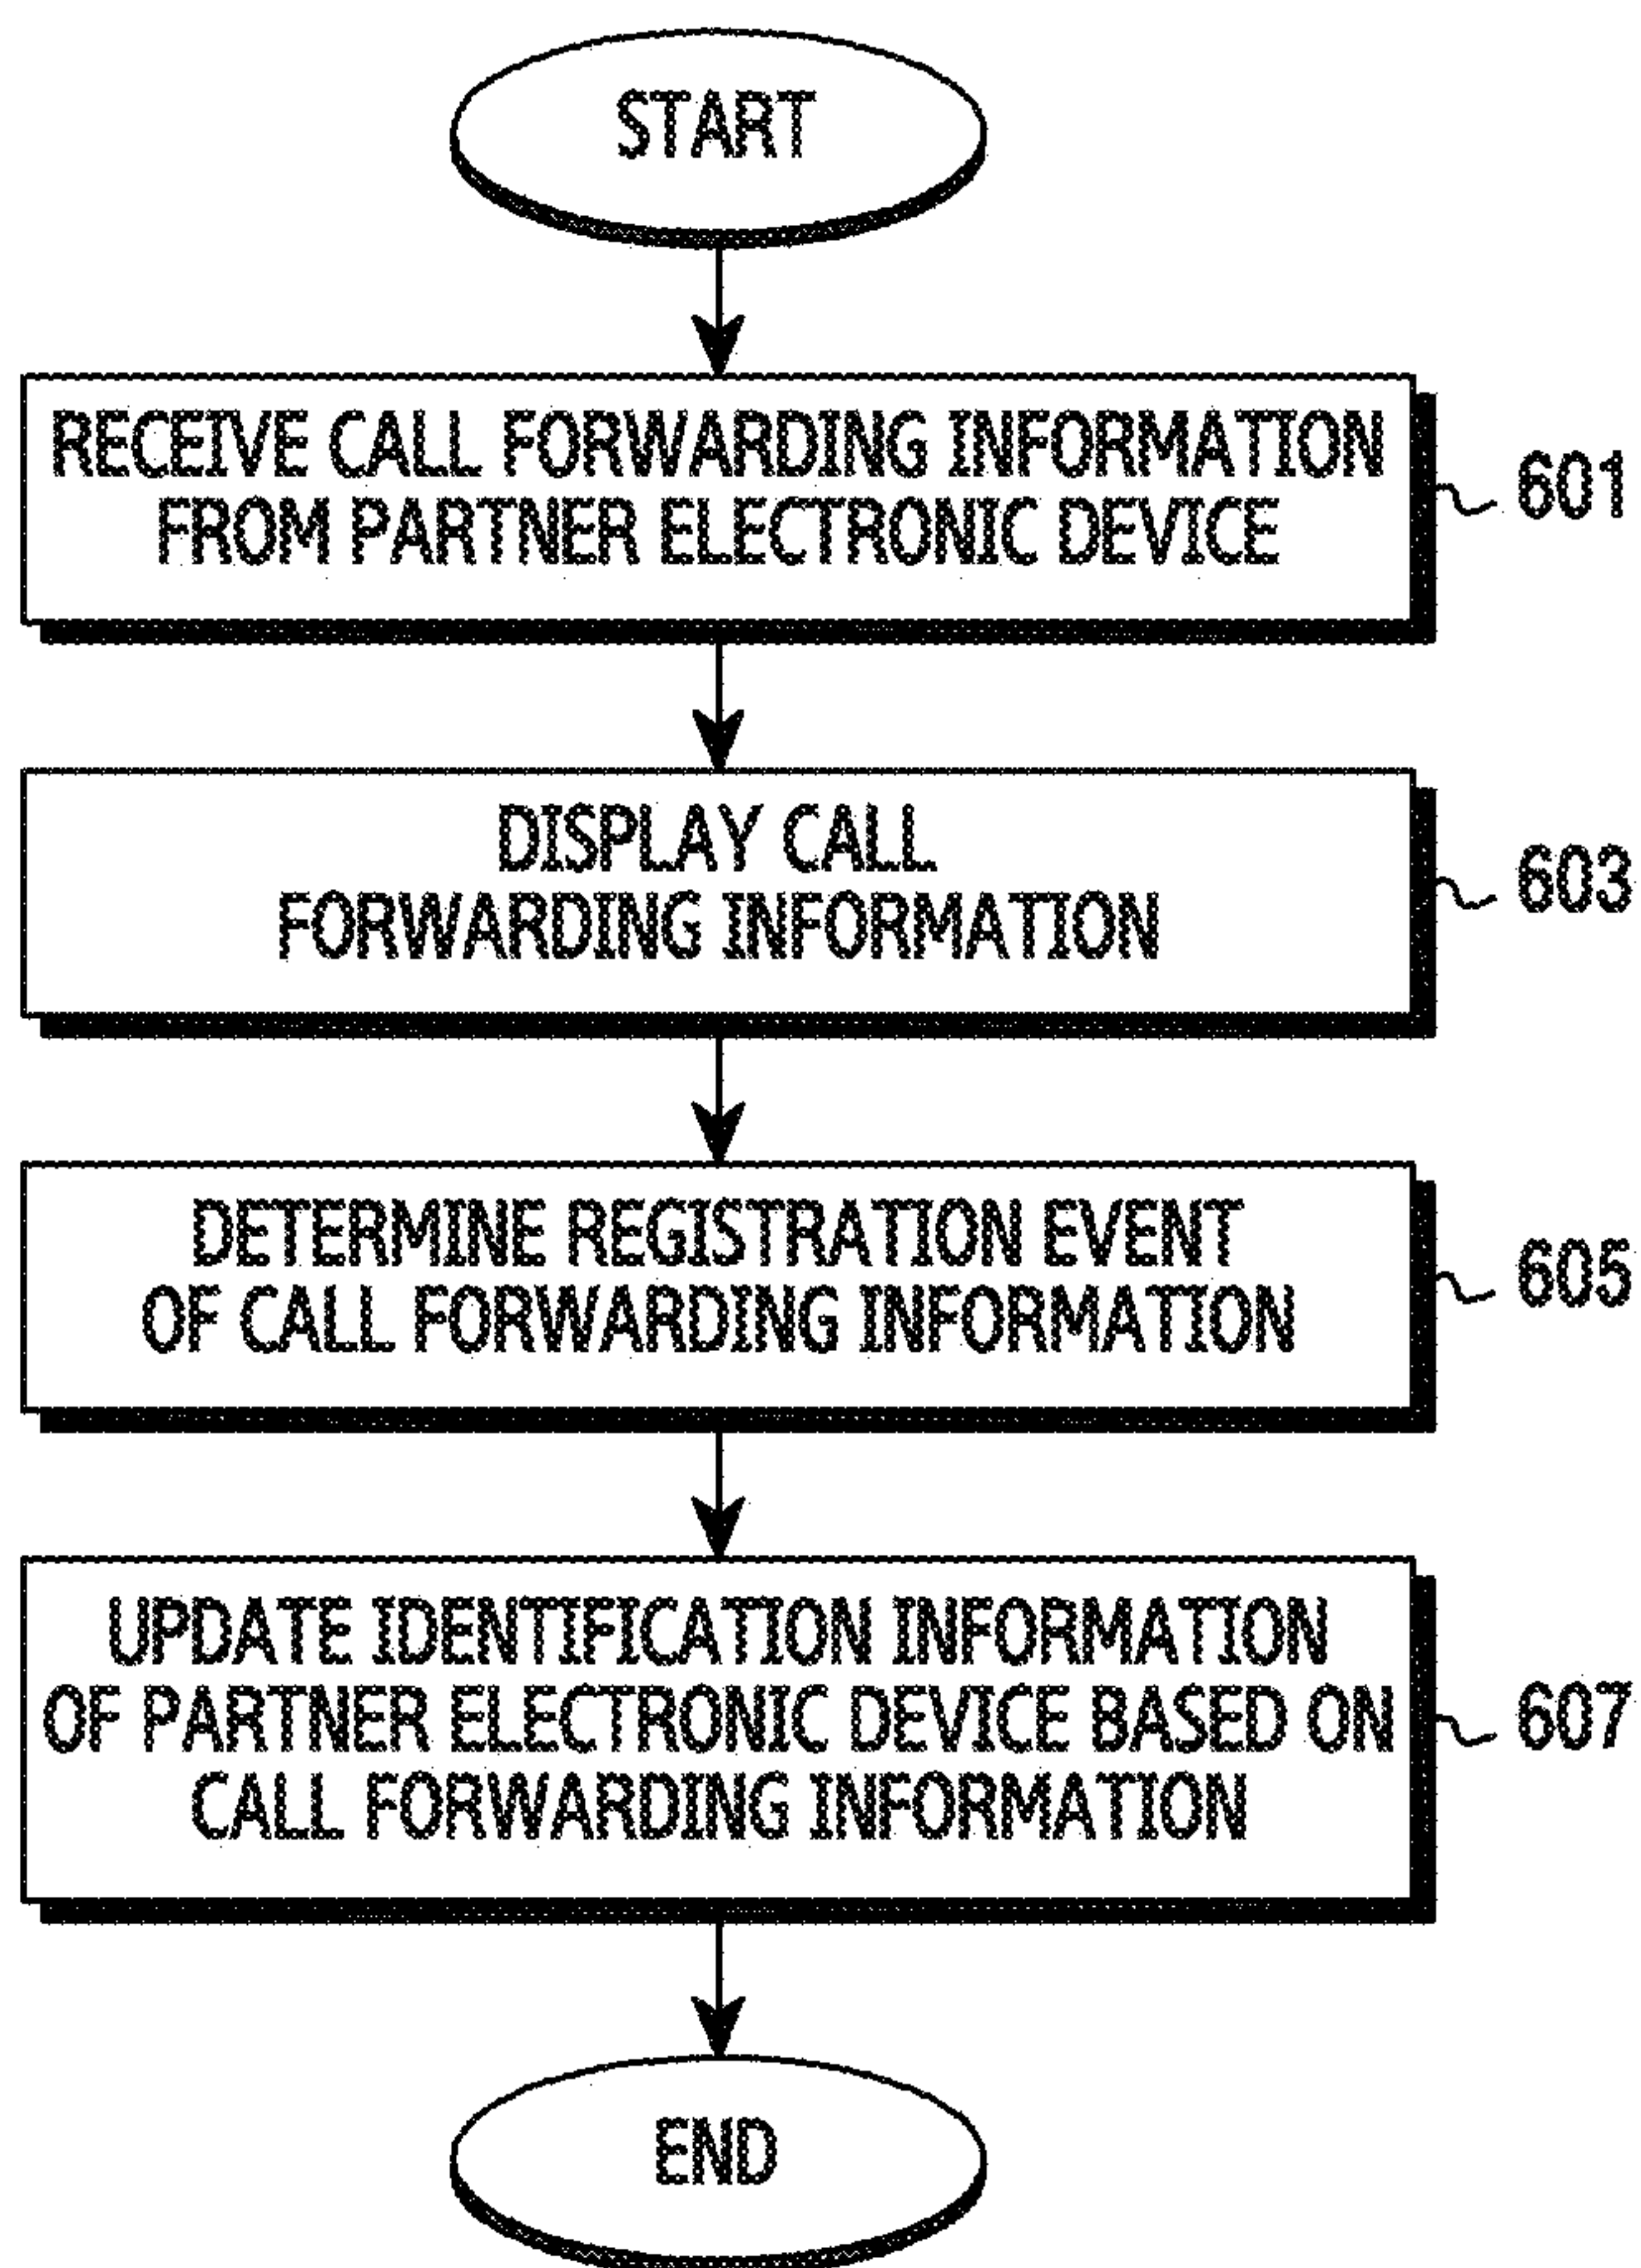 START
RECEIVE CALL FORWARDING INFORMATION
FROM PARTNER ELECTRONIC DEVICE
601
DISPLAY CALL
FORWARDING INFORMATION
603
DETERMINE REGISTRATION EVENT
OF CALL FORWARDING INFORMATION
605
UPDATE IDENTIFICATION INFORMATION
OF PARTNER ELECTRONIC DEVICE BASED ON
CALL FORWARDING INFORMATION
607
END